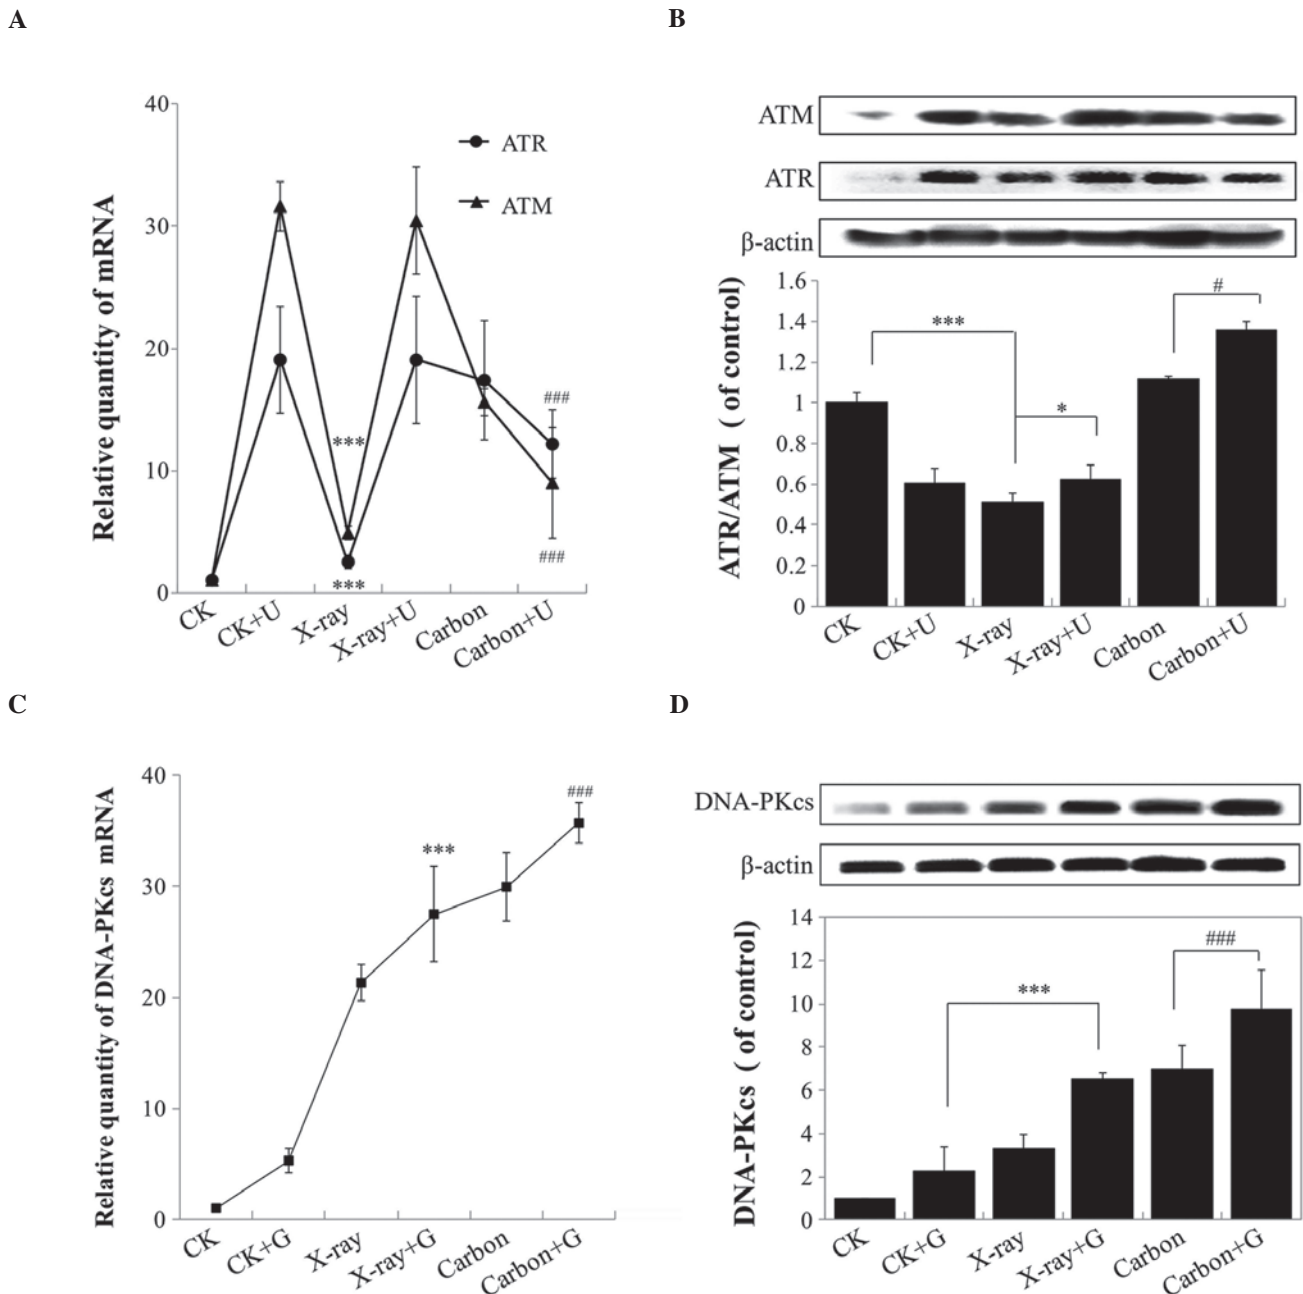 A
Relative quantity of mRNA
40
30
20
10
0
ATR
ATM
***
***
###
###
CK
CK+U
X-ray
X-ray+U
Carbon
Carbon+U
B
ATM
ATR
β-actin
ATR/ATM ( of control)
1.6
1.4
1.2
1
0.8
0.6
0.4
0.2
0
***
*
#
CK
CK+U
X-ray
X-ray+U
Carbon
Carbon+U
C
Relative quantity of DNA-PKcs mRNA
40
30
20
10
0
***
###
CK
CK+G
X-ray
X-ray+G
Carbon
Carbon+G
D
DNA-PKcs
β-actin
DNA-PKcs ( of control)
14
12
10
8
6
4
2
0
***
###
CK
CK+G
X-ray
X-ray+G
Carbon
Carbon+G